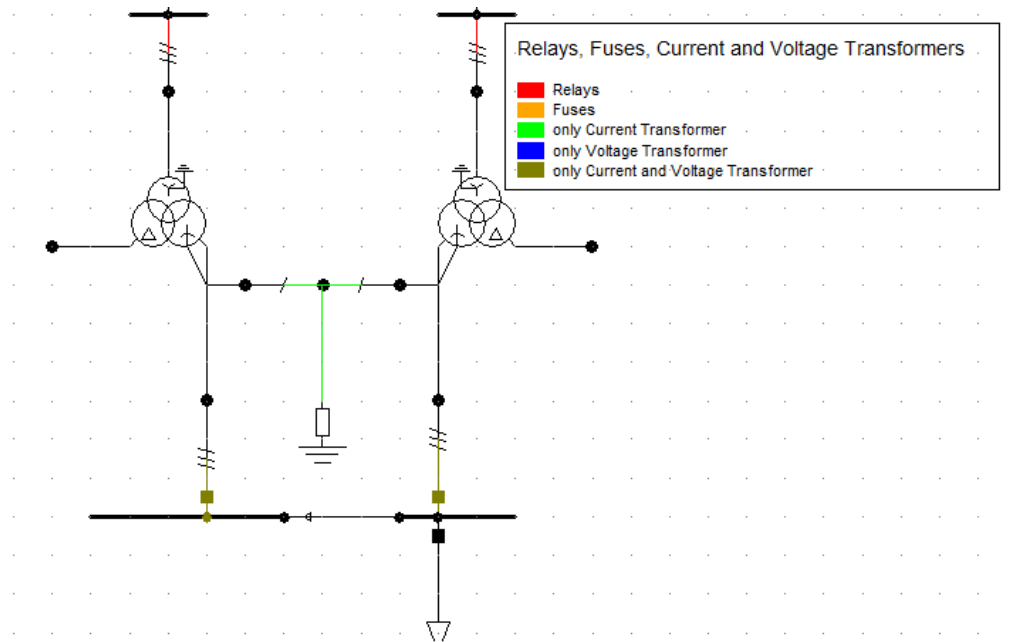 Relays, Fuses, Current and Voltage Transformers
Relays
Fuses
only Current Transformer
only Voltage Transformer
only Current and Voltage Transformer